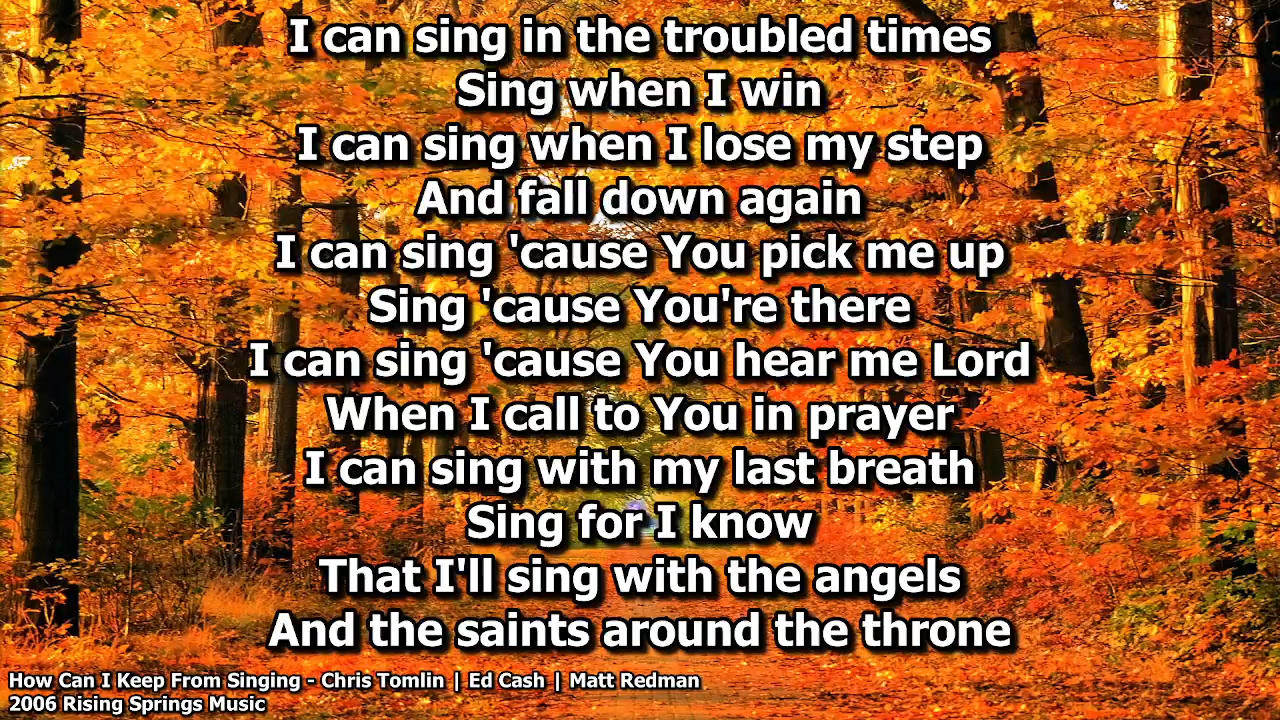 I can sing in the troubled times
Sing when I win
I can sing when I lose my step
And fall down again
I can sing 'cause You pick me up
Sing 'cause You're there
I can sing 'cause You hear me Lord
When I call to You in prayer
I can sing with my last breath
Sing for I know
That I'll sing with the angels
And the saints around the throne
How Can I Keep From Singing - Chris Tomlin | Ed Cash | Matt Redman
2006 Rising Springs Music